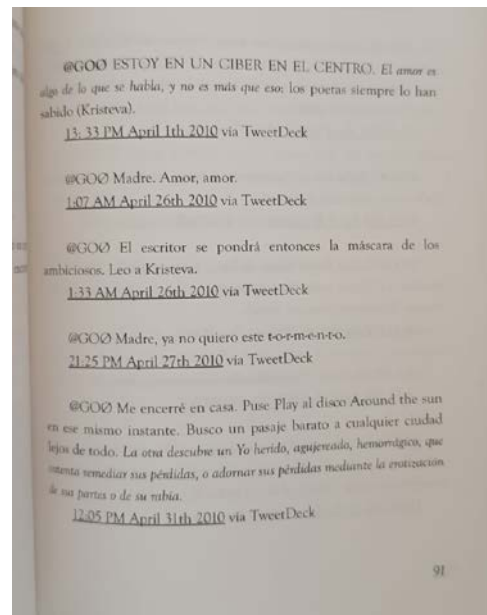 @GOØ ESTOY EN UN CIBER EN EL CENTRO. El amor es
algo de lo que se habla, y no es más que eso: los poetas siempre lo han
sabido (Kristeva).
13: 33 PM April 1th 2010 via TweetDeck
@GOØ Madre. Amor, amor.
1:07 AM April 26th 2010 via TweetDeck
@GOØ El escritor se pondrá entonces la máscara de los
ambiciosos. Leo a Kristeva.
1:33 AM April 26th 2010 via TweetDeck
@GOØ Madre, ya no quiero este t-o-r-m-e-n-t-o.
21:25 PM April 27th 2010 via TweetDeck
@GOØ Me encerré en casa. Puse Play al disco Around the sun
en ese mismo instante. Busco un pasaje barato a cualquier ciudad
lejos de todo. La otra descubre un Yo herido, agujereado, hemorrágico, que
intenta remediar sus pérdidas, o adornar sus pérdidas mediante la erotización
de sus partes o de su rabia.
12:05 PM April 31th 2010 via TweetDeck
91